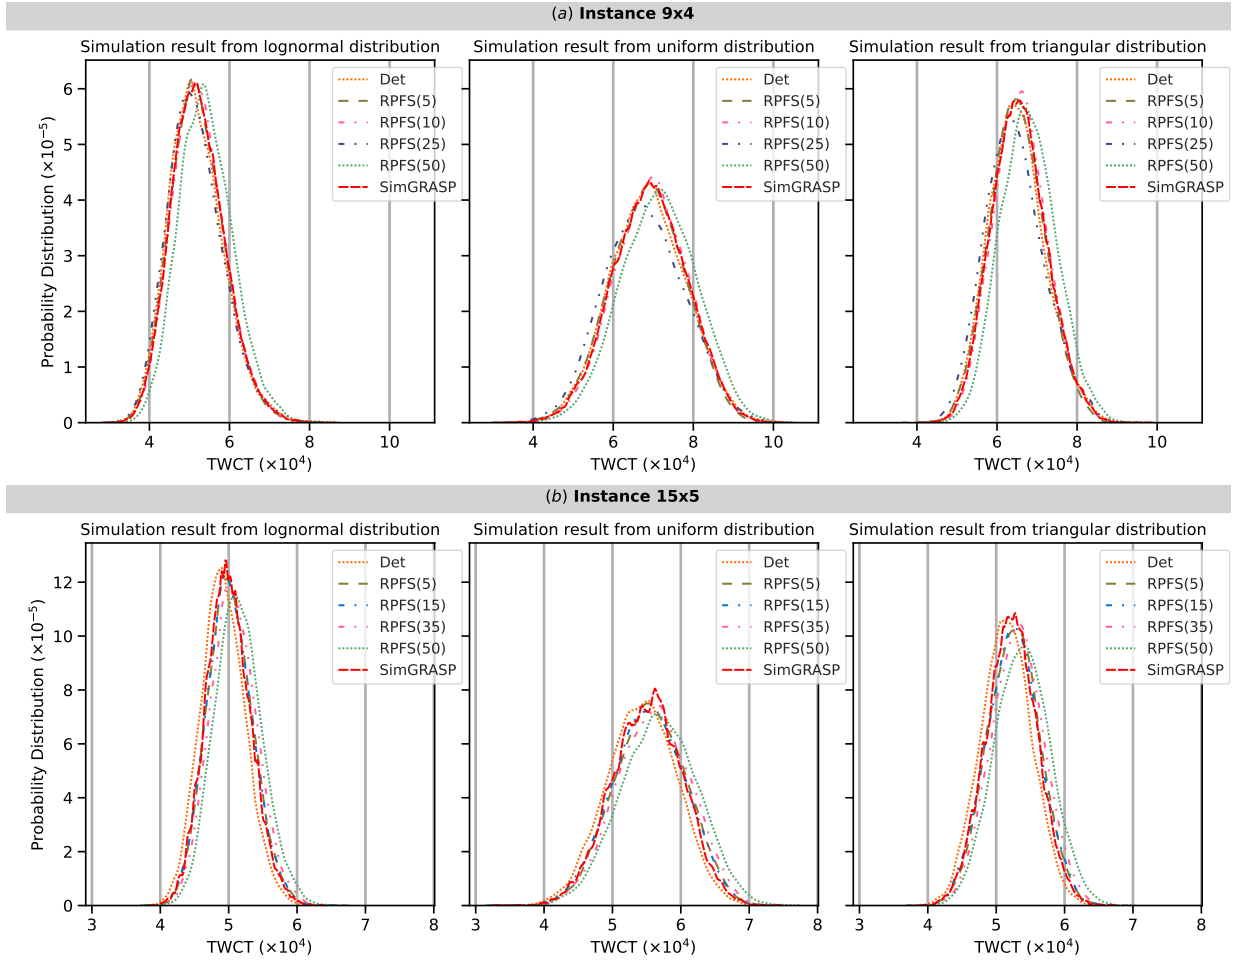 (a) Instance 9x4
Simulation result from lognormal distribution
Simulation result from uniform distribution
Simulation result from triangular distribution
Probability Distribution (×10⁻⁵)
6
5
4
3
2
1
0
Det
RPFS(5)
RPFS(10)
RPFS(25)
RPFS(50)
SimGRASP
Det
RPFS(5)
RPFS(10)
RPFS(25)
RPFS(50)
SimGRASP
Det
RPFS(5)
RPFS(10)
RPFS(25)
RPFS(50)
SimGRASP
4 6 8 10
4 6 8 10
4 6 8 10
TWCT (×10⁴)
TWCT (×10⁴)
TWCT (×10⁴)
(b) Instance 15x5
Simulation result from lognormal distribution
Simulation result from uniform distribution
Simulation result from triangular distribution
Probability Distribution (×10⁻⁵)
12
10
8
6
4
2
0
Det
RPFS(5)
RPFS(15)
RPFS(35)
RPFS(50)
SimGRASP
Det
RPFS(5)
RPFS(15)
RPFS(35)
RPFS(50)
SimGRASP
Det
RPFS(5)
RPFS(15)
RPFS(35)
RPFS(50)
SimGRASP
3 4 5 6 7 8
3 4 5 6 7 8
3 4 5 6 7 8
TWCT (×10⁴)
TWCT (×10⁴)
TWCT (×10⁴)